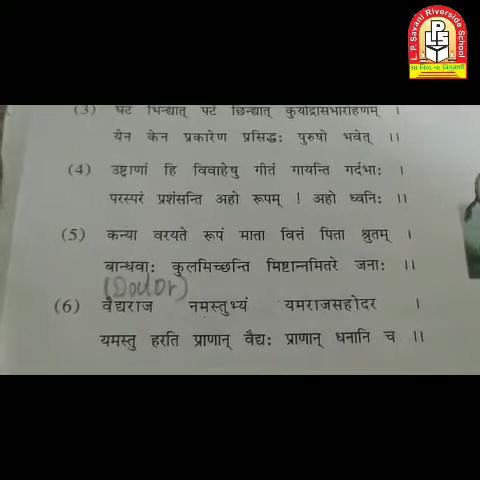 L. P. Savani Riverside School
LPS
(3) घटं भिन्द्यात् पटं छिन्द्यात् कुर्याद्रासभारोहणम् ।
येन केन प्रकारेण प्रसिद्धः पुरुषो भवेत् ।।
(4) उष्ट्राणां हि विवाहेषु गीतं गायन्ति गर्दभाः ।
परस्परं प्रशंसन्ति अहो रूपम् ! अहो ध्वनिः ।।
(5) कन्या वरयते रूपं माता वित्तं पिता श्रुतम् ।
बान्धवाः कुलमिच्छन्ति मिष्टान्नमितरे जनाः ।।
(Doctor)
(6) वैद्यराज नमस्तुभ्यं यमराजसहोदर ।
यमस्तु हरति प्राणान् वैद्यः प्राणान् धनानि च ।।